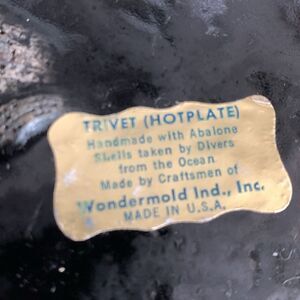 TRIVET (HOTPLATE)
Handmade with Abalone
Shells taken by Divers
from the Ocean
Made by Craftsmen of
Wondermold Ind., Inc.
MADE IN U.S.A.